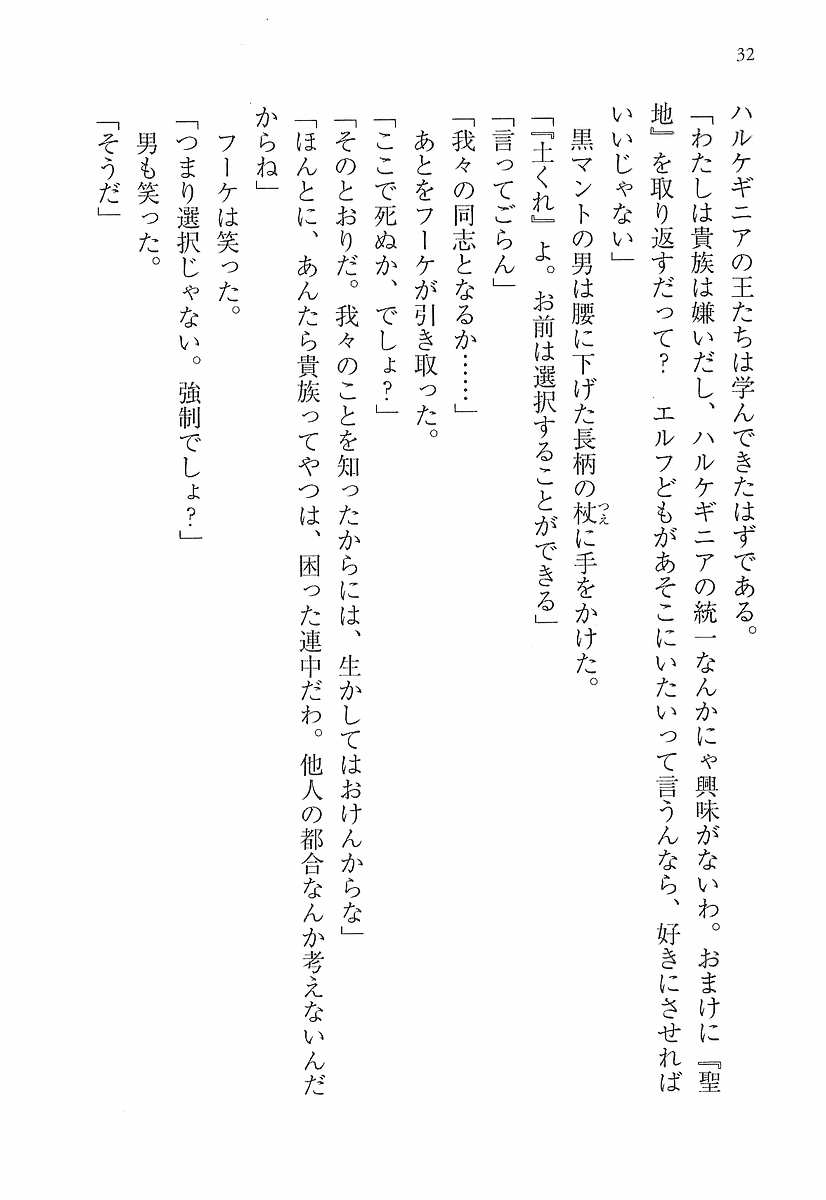 32
ハルケギニアの王たちは学んできたはずである。
「わたしは貴族は嫌いだし、ハルケギニアの統一なんかにゃ興味がないわ。おまけに『聖
地』を取り返すだって？　エルフどもがあそこにいたいって言うんなら、好きにさせれば
いいじゃない」
　黒マントの男は腰に下げた長柄の杖つえに手をかけた。
「『土くれ』よ。お前は選択することができる」
「言ってごらん」
「我々の同志となるか……」
　あとをフーケが引き取った。
「ここで死ぬか、でしょ？」
「そのとおりだ。我々のことを知ったからには、生かしてはおけんからな」
「ほんとに、あんたら貴族ってやつは、困った連中だわ。他人の都合なんか考えないんだ
からね」
　フーケは笑った。
「つまり選択じゃない。強制でしょ？」
　男も笑った。
「そうだ」